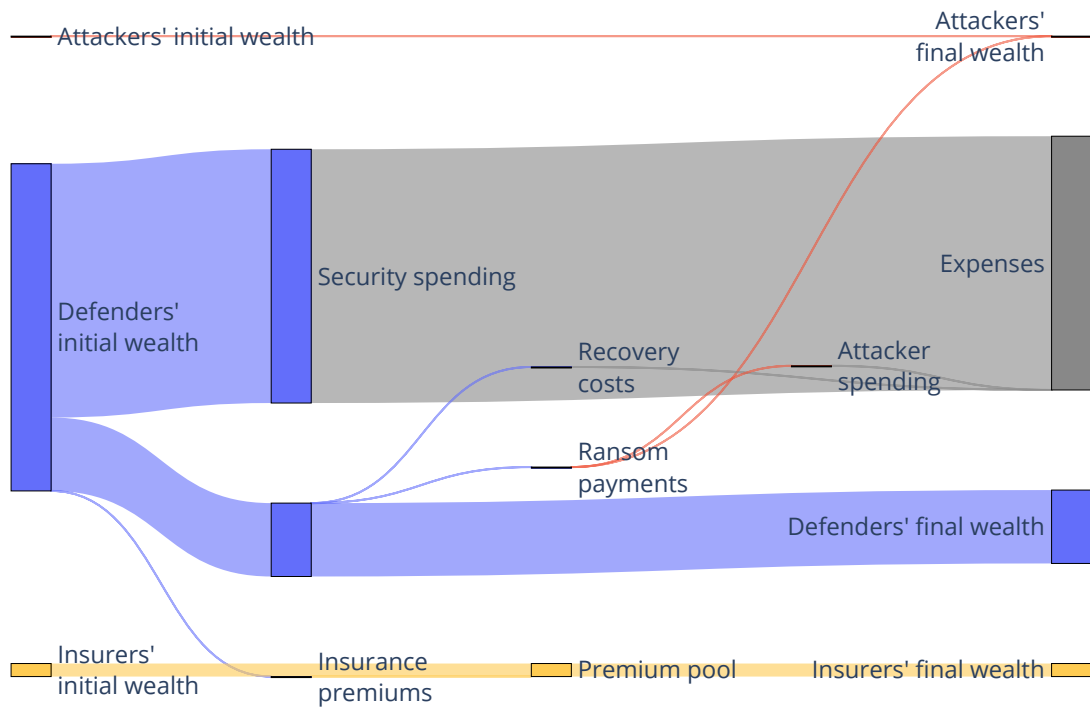 Attackers' initial wealth
Attackers'
final wealth
Defenders'
initial wealth
Security spending
Expenses
Recovery
costs
Attacker
spending
Ransom
payments
Defenders' final wealth
Insurers'
initial wealth
Insurance
premiums
Premium pool
Insurers' final wealth